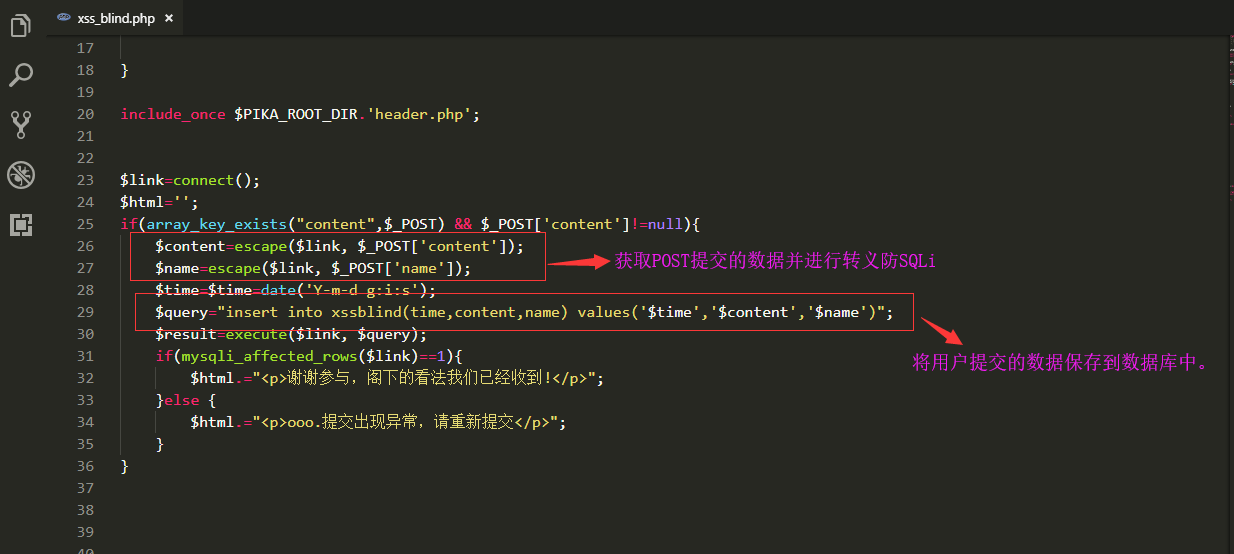 xss_blind.php ×
17
18 }
19
20 include_once $PIKA_ROOT_DIR.'header.php';
21
22
23 $link=connect();
24 $html='';
25 if(array_key_exists("content",$_POST) && $_POST['content']!=null){
26 $content=escape($link, $_POST['content']);
27 $name=escape($link, $_POST['name']);
获取POST提交的数据并进行转义防SQLi
28 $time=$time=date('Y-m-d g:i:s');
29 $query="insert into xssblind(time,content,name) values('$time','$content','$name')";
30 $result=execute($link, $query);
31 if(mysqli_affected_rows($link)==1){
将用户提交的数据保存到数据库中。
32 $html.="<p>谢谢参与，阁下的看法我们已经收到!</p>";
33 }else {
34 $html.="<p>ooo.提交出现异常，请重新提交</p>";
35 }
36 }
37
38
39
40